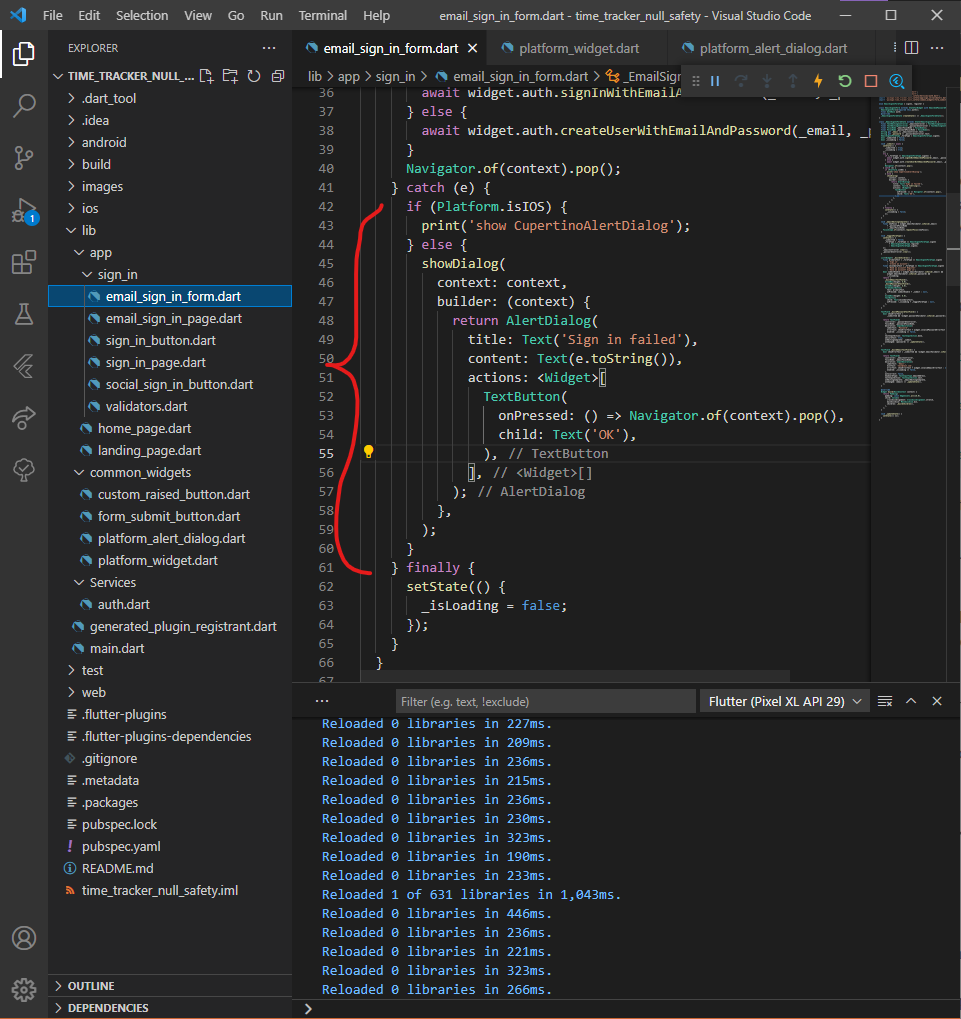 File Edit Selection View Go Run Terminal Help email_sign_in_form.dart - time_tracker_null_safety - Visual Studio Code
EXPLORER
email_sign_in_form.dart platform_widget.dart platform_alert_dialog.dart
TIME_TRACKER_NULL_...
lib > app > sign_in > email_sign_in_form.dart > _EmailSign
.dart_tool
.idea
android
build
images
ios
1
lib
app
sign_in
email_sign_in_form.dart
email_sign_in_page.dart
sign_in_button.dart
sign_in_page.dart
social_sign_in_button.dart
validators.dart
home_page.dart
landing_page.dart
common_widgets
custom_raised_button.dart
form_submit_button.dart
platform_alert_dialog.dart
platform_widget.dart
Services
auth.dart
generated_plugin_registrant.dart
main.dart
test
web
.flutter-plugins
.flutter-plugins-dependencies
.gitignore
.metadata
.packages
pubspec.lock
pubspec.yaml
README.md
time_tracker_null_safety.iml
OUTLINE
DEPENDENCIES
36 await widget.auth.signInWithEmailA
37 } else {
38 await widget.auth.createUserWithEmailAndPassword(_email, _p
39 }
40 Navigator.of(context).pop();
41 } catch (e) {
42 if (Platform.isIOS) {
43 print('show CupertinoAlertDialog');
44 } else {
45 showDialog(
46 context: context,
47 builder: (context) {
48 return AlertDialog(
49 title: Text('Sign in failed'),
50 content: Text(e.toString()),
51 actions: <Widget>[
52 TextButton(
53 onPressed: () => Navigator.of(context).pop(),
54 child: Text('OK'),
55 ), // TextButton
56 ], // <Widget>[]
57 ); // AlertDialog
58 },
59 );
60 }
61 } finally {
62 setState(() {
63 _isLoading = false;
64 });
65 }
66 }
67
Filter (e.g. text, !exclude) Flutter (Pixel XL API 29)
Reloaded 0 libraries in 227ms.
Reloaded 0 libraries in 209ms.
Reloaded 0 libraries in 236ms.
Reloaded 0 libraries in 215ms.
Reloaded 0 libraries in 236ms.
Reloaded 0 libraries in 230ms.
Reloaded 0 libraries in 323ms.
Reloaded 0 libraries in 190ms.
Reloaded 0 libraries in 233ms.
Reloaded 1 of 631 libraries in 1,043ms.
Reloaded 0 libraries in 446ms.
Reloaded 0 libraries in 236ms.
Reloaded 0 libraries in 221ms.
Reloaded 0 libraries in 323ms.
Reloaded 0 libraries in 266ms.